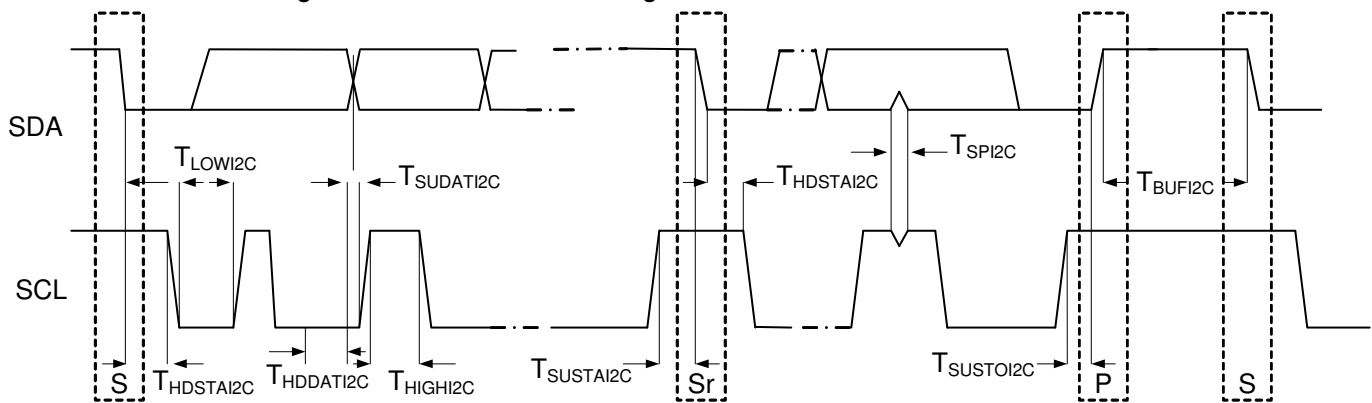 SDA
T_LOWI2C
T_SUDATI2C
T_HDSTAI2C
T_SPI2C
T_BUFI2C
SCL
S
T_HDSTAI2C
T_HDDATI2C
T_HIGHI2C
T_SUSTAI2C
Sr
T_SUSTOI2C
P
S